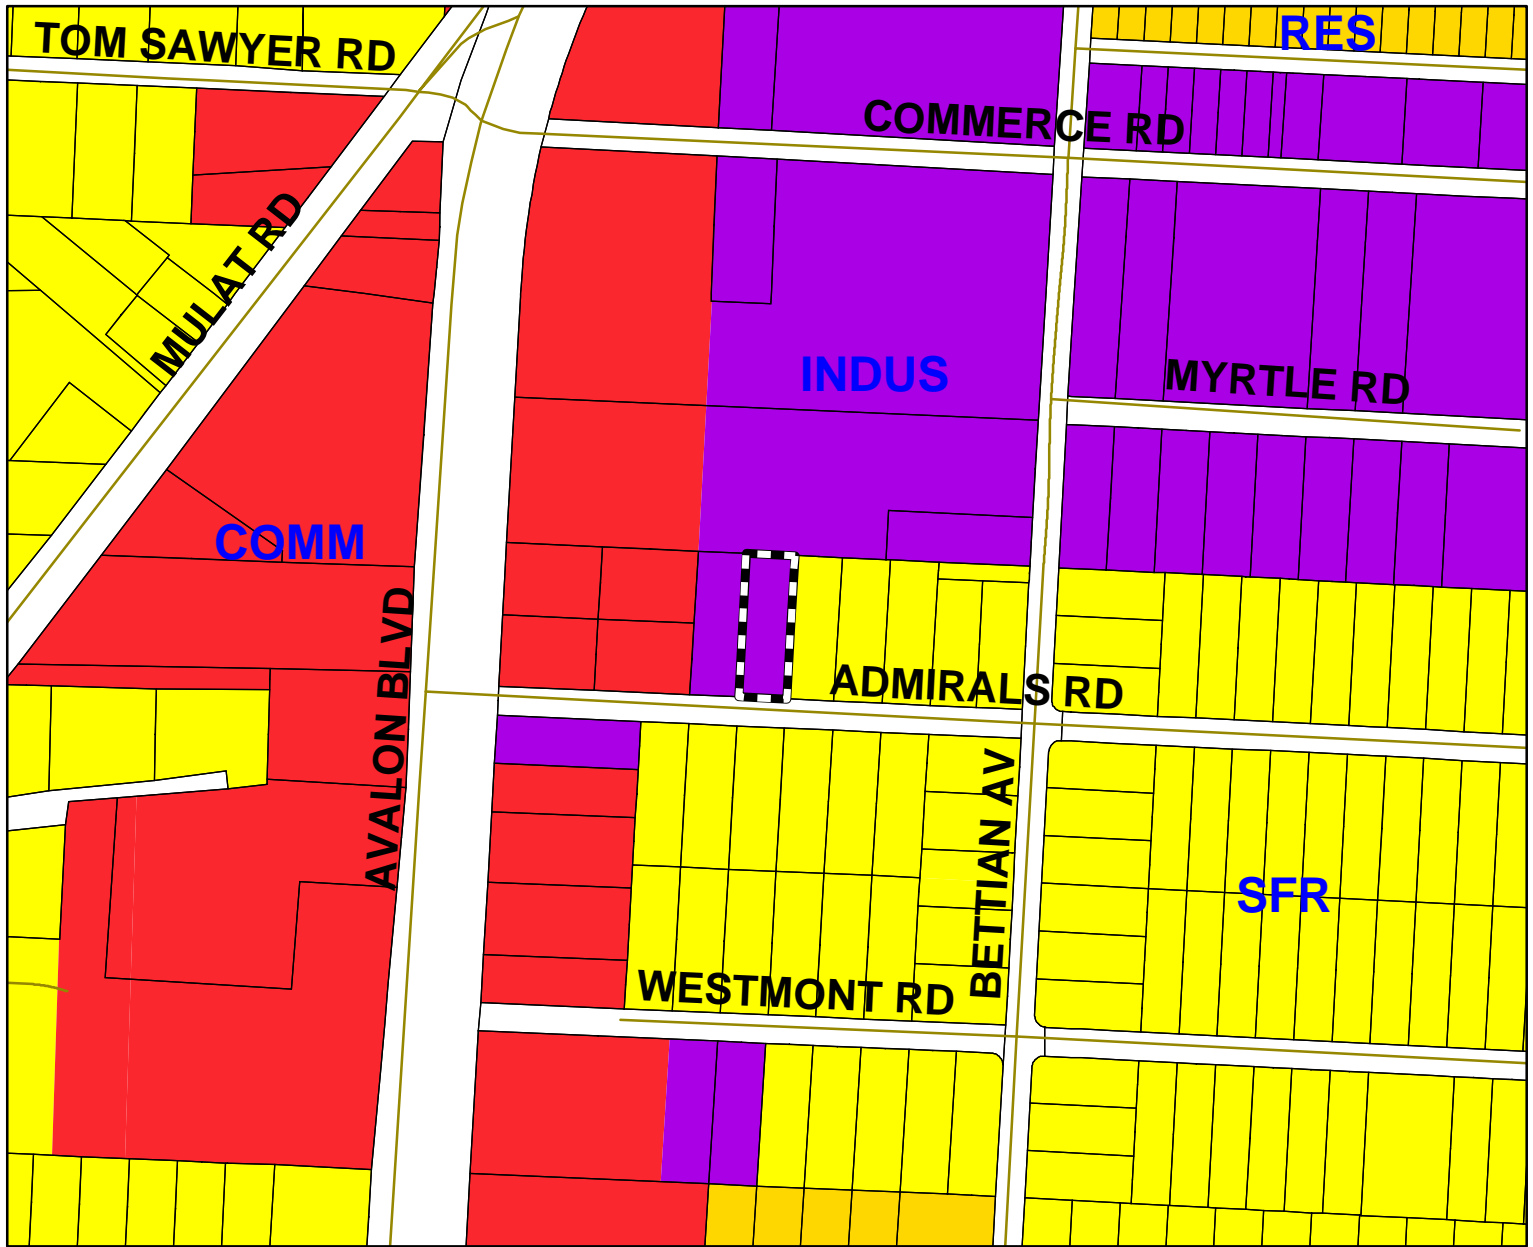 RES
TOM SAWYER RD
COMMERCE RD
MULAT RD
INDUS
MYRTLE RD
COMM
AVALON BLVD
ADMIRALS RD
BETTIAN AV
SFR
WESTMONT RD